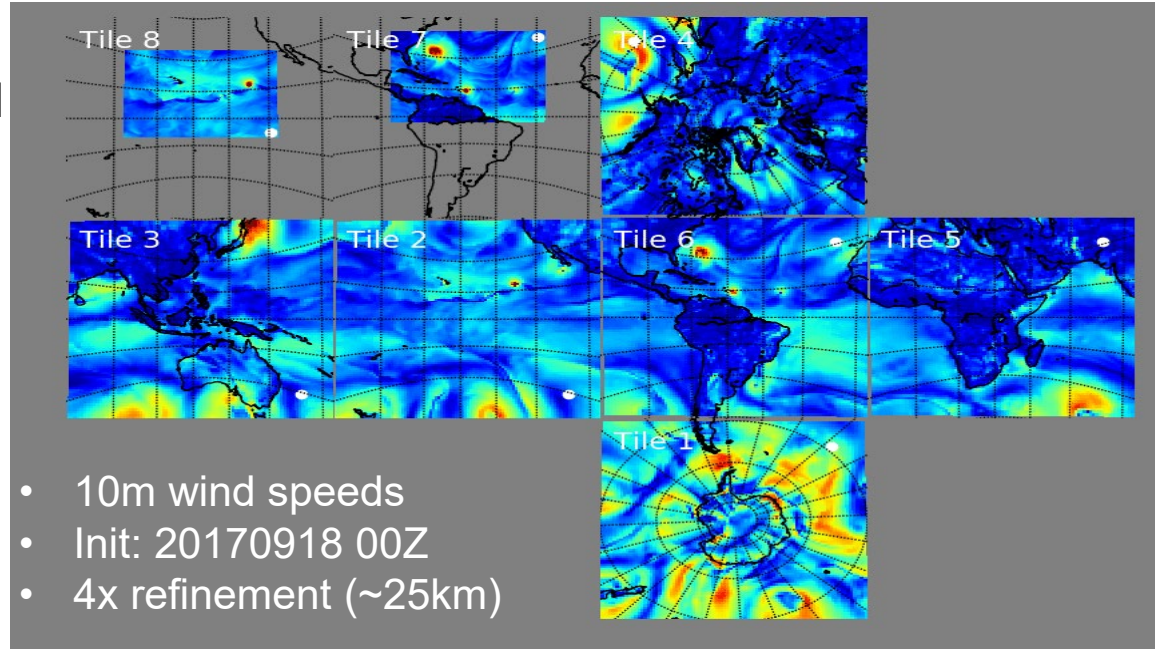 Tile 8
Tile 7
Tile 4
Tile 3
Tile 2
Tile 6
Tile 5
Tile 1
• 10m wind speeds
• Init: 20170918 00Z
• 4x refinement (~25km)